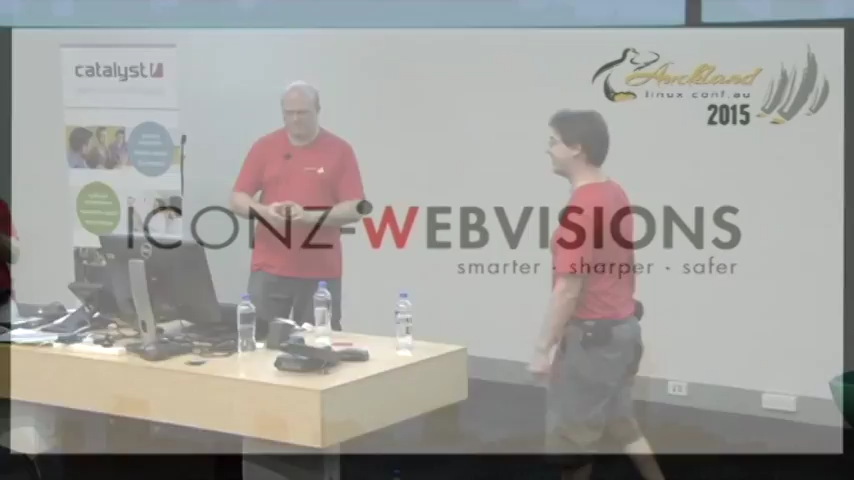 catalyst
Auckland
linux.conf.au
2015
ICONZ-WEBVISIONS
smarter · sharper · safer